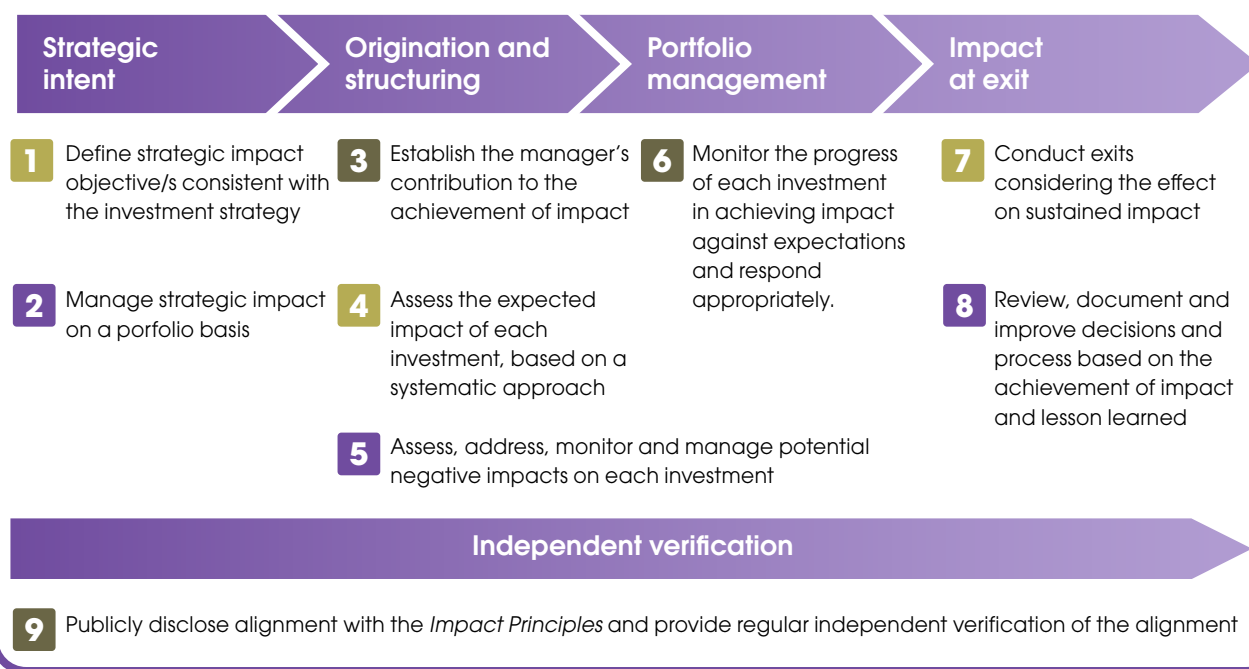 Strategic
intent
Origination and
structuring
Portfolio
management
Impact
at exit
1
Define strategic impact
objective/s consistent with
the investment strategy
2
Manage strategic impact
on a porfolio basis
3
Establish the manager's
contribution to the
achievement of impact
4
Assess the expected
impact of each
investment, based on a
systematic approach
5
Assess, address, monitor and manage potential
negative impacts on each investment
6
Monitor the progress
of each investment
in achieving impact
against expectations
and respond
appropriately.
7
Conduct exits
considering the effect
on sustained impact
8
Review, document and
improve decisions and
process based on the
achievement of impact
and lesson learned
Independent verification
9
Publicly disclose alignment with the Impact Principles and provide regular independent verification of the alignment